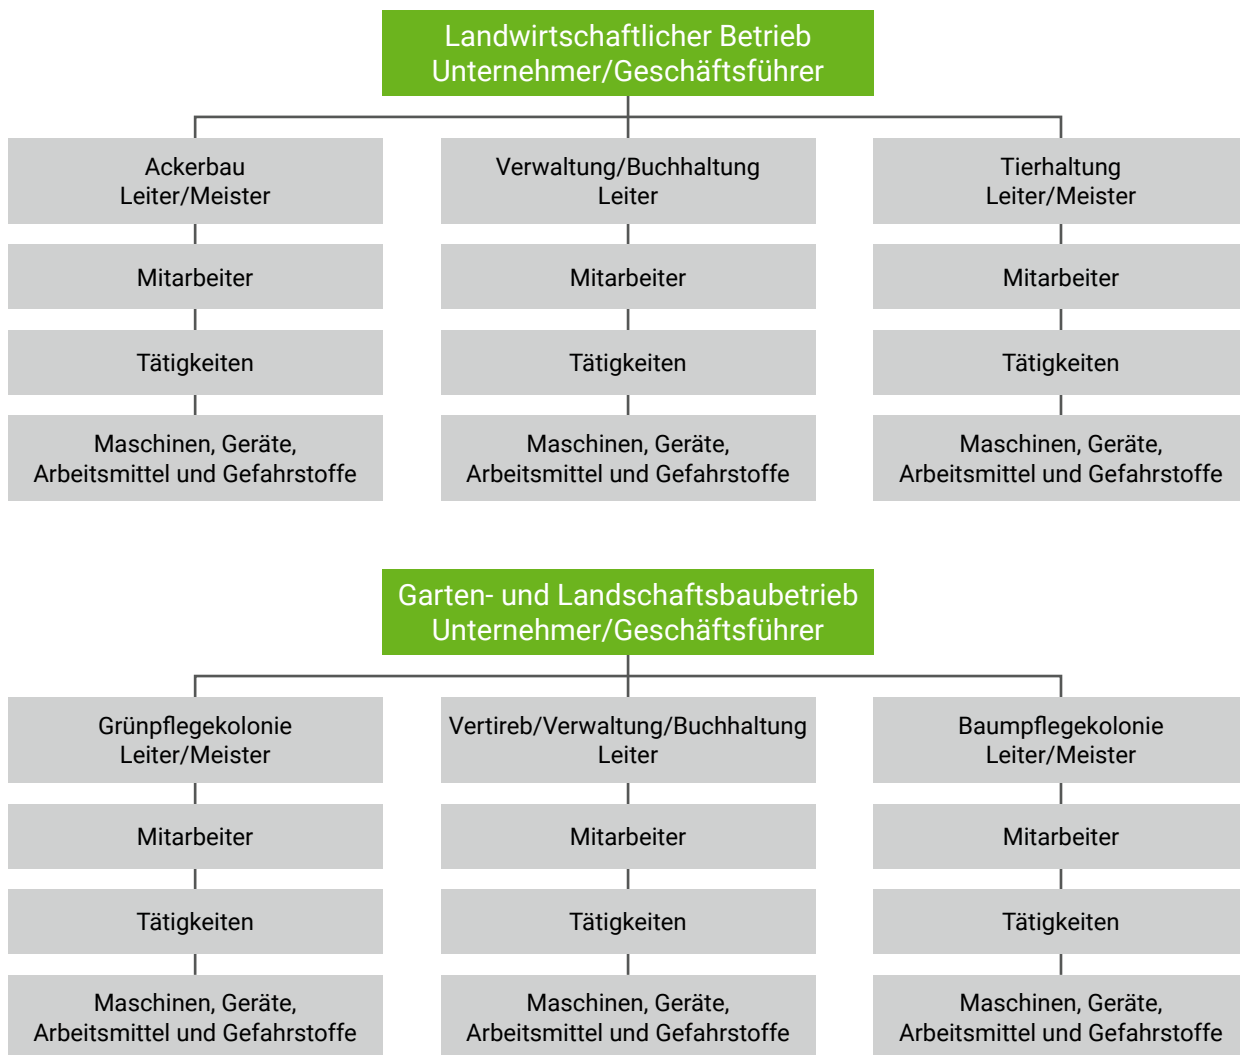 Landwirtschaftlicher Betrieb
Unternehmer/Geschäftsführer
Ackerbau
Leiter/Meister
Verwaltung/Buchhaltung
Leiter
Tierhaltung
Leiter/Meister
Mitarbeiter
Mitarbeiter
Mitarbeiter
Tätigkeiten
Tätigkeiten
Tätigkeiten
Maschinen, Geräte,
Arbeitsmittel und Gefahrstoffe
Maschinen, Geräte,
Arbeitsmittel und Gefahrstoffe
Maschinen, Geräte,
Arbeitsmittel und Gefahrstoffe
Garten- und Landschaftsbaubetrieb
Unternehmer/Geschäftsführer
Grünpflegekolonie
Leiter/Meister
Vertireb/Verwaltung/Buchhaltung
Leiter
Baumpflegekolonie
Leiter/Meister
Mitarbeiter
Mitarbeiter
Mitarbeiter
Tätigkeiten
Tätigkeiten
Tätigkeiten
Maschinen, Geräte,
Arbeitsmittel und Gefahrstoffe
Maschinen, Geräte,
Arbeitsmittel und Gefahrstoffe
Maschinen, Geräte,
Arbeitsmittel und Gefahrstoffe